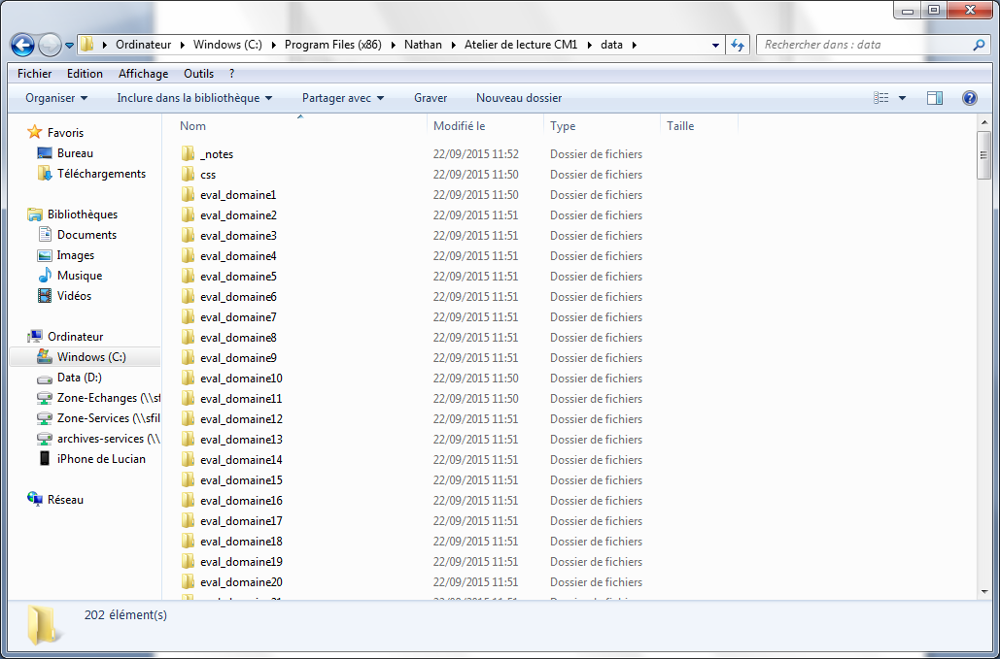 Ordinateur Windows (C:) Program Files (x86) Nathan Atelier de lecture CM1 data Rechercher dans : data
Fichier Edition Affichage Outils ?
Organiser Inclure dans la bibliothèque Partager avec Graver Nouveau dossier
Favoris
Bureau
Téléchargements
Bibliothèques
Documents
Images
Musique
Vidéos
Ordinateur
Windows (C:)
Data (D:)
Zone-Echanges (\\sf
Zone-Services (\\sfil
archives-services (\\
iPhone de Lucian
Réseau
Nom Modifié le Type Taille
_notes 22/09/2015 11:52 Dossier de fichiers
css 22/09/2015 11:50 Dossier de fichiers
eval_domaine1 22/09/2015 11:50 Dossier de fichiers
eval_domaine2 22/09/2015 11:51 Dossier de fichiers
eval_domaine3 22/09/2015 11:51 Dossier de fichiers
eval_domaine4 22/09/2015 11:51 Dossier de fichiers
eval_domaine5 22/09/2015 11:51 Dossier de fichiers
eval_domaine6 22/09/2015 11:51 Dossier de fichiers
eval_domaine7 22/09/2015 11:51 Dossier de fichiers
eval_domaine8 22/09/2015 11:51 Dossier de fichiers
eval_domaine9 22/09/2015 11:51 Dossier de fichiers
eval_domaine10 22/09/2015 11:50 Dossier de fichiers
eval_domaine11 22/09/2015 11:50 Dossier de fichiers
eval_domaine12 22/09/2015 11:51 Dossier de fichiers
eval_domaine13 22/09/2015 11:51 Dossier de fichiers
eval_domaine14 22/09/2015 11:51 Dossier de fichiers
eval_domaine15 22/09/2015 11:51 Dossier de fichiers
eval_domaine16 22/09/2015 11:51 Dossier de fichiers
eval_domaine17 22/09/2015 11:51 Dossier de fichiers
eval_domaine18 22/09/2015 11:51 Dossier de fichiers
eval_domaine19 22/09/2015 11:51 Dossier de fichiers
eval_domaine20 22/09/2015 11:51 Dossier de fichiers
202 élément(s)